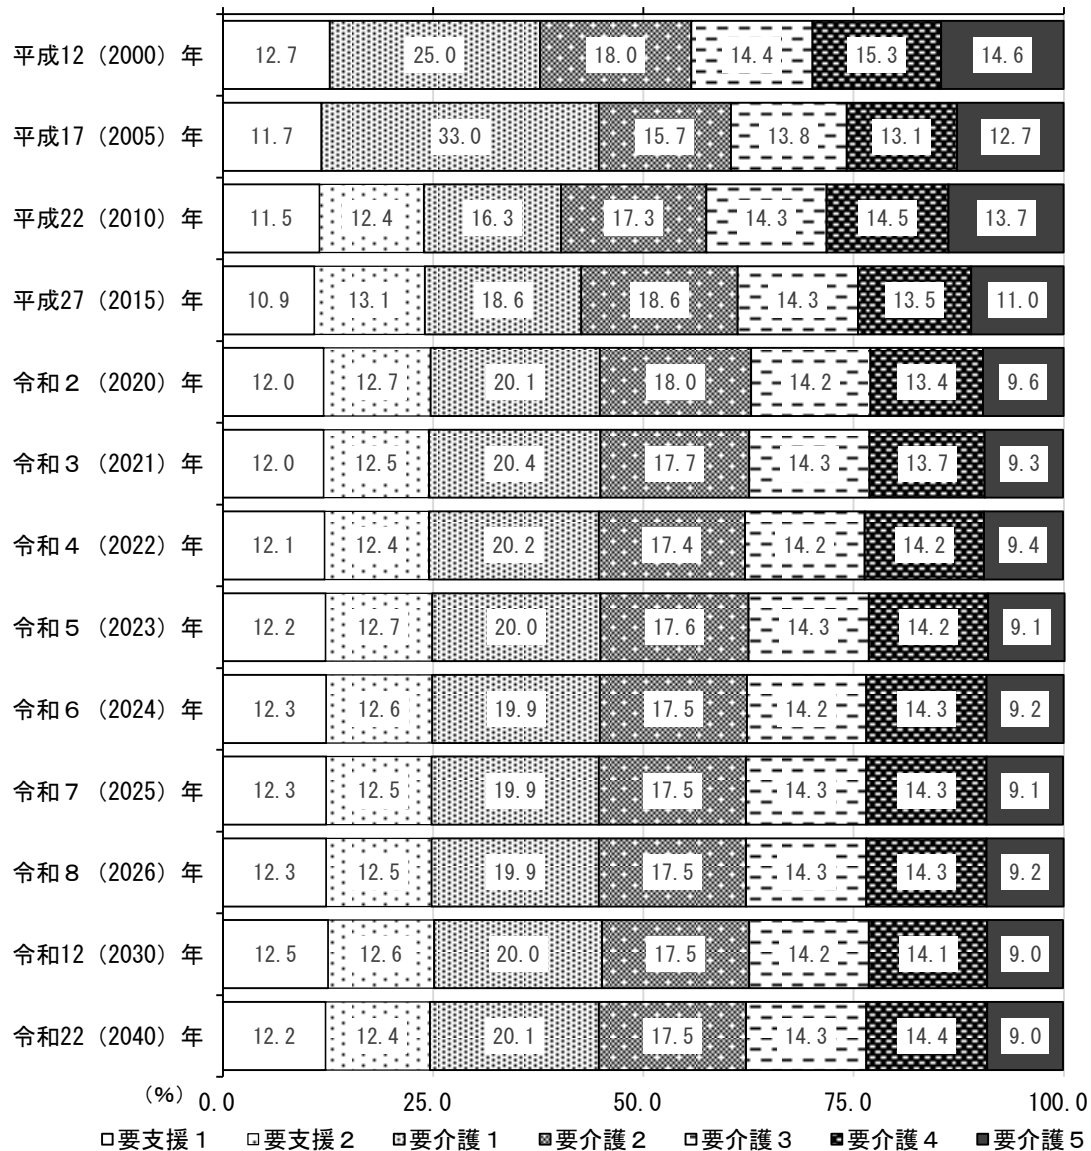 平成12（2000）年 12.7 25.0 18.0 14.4 15.3 14.6
平成17（2005）年 11.7 33.0 15.7 13.8 13.1 12.7
平成22（2010）年 11.5 12.4 16.3 17.3 14.3 14.5 13.7
平成27（2015）年 10.9 13.1 18.6 18.6 14.3 13.5 11.0
令和２（2020）年 12.0 12.7 20.1 18.0 14.2 13.4 9.6
令和３（2021）年 12.0 12.5 20.4 17.7 14.3 13.7 9.3
令和４（2022）年 12.1 12.4 20.2 17.4 14.2 14.2 9.4
令和５（2023）年 12.2 12.7 20.0 17.6 14.3 14.2 9.1
令和６（2024）年 12.3 12.6 19.9 17.5 14.2 14.3 9.2
令和７（2025）年 12.3 12.5 19.9 17.5 14.3 14.3 9.1
令和８（2026）年 12.3 12.5 19.9 17.5 14.3 14.3 9.2
令和12（2030）年 12.5 12.6 20.0 17.5 14.2 14.1 9.0
令和22（2040）年 12.2 12.4 20.1 17.5 14.3 14.4 9.0
（%） 0.0 25.0 50.0 75.0 100.0
要支援１ 要支援２ 要介護１ 要介護２ 要介護３ 要介護４ 要介護５